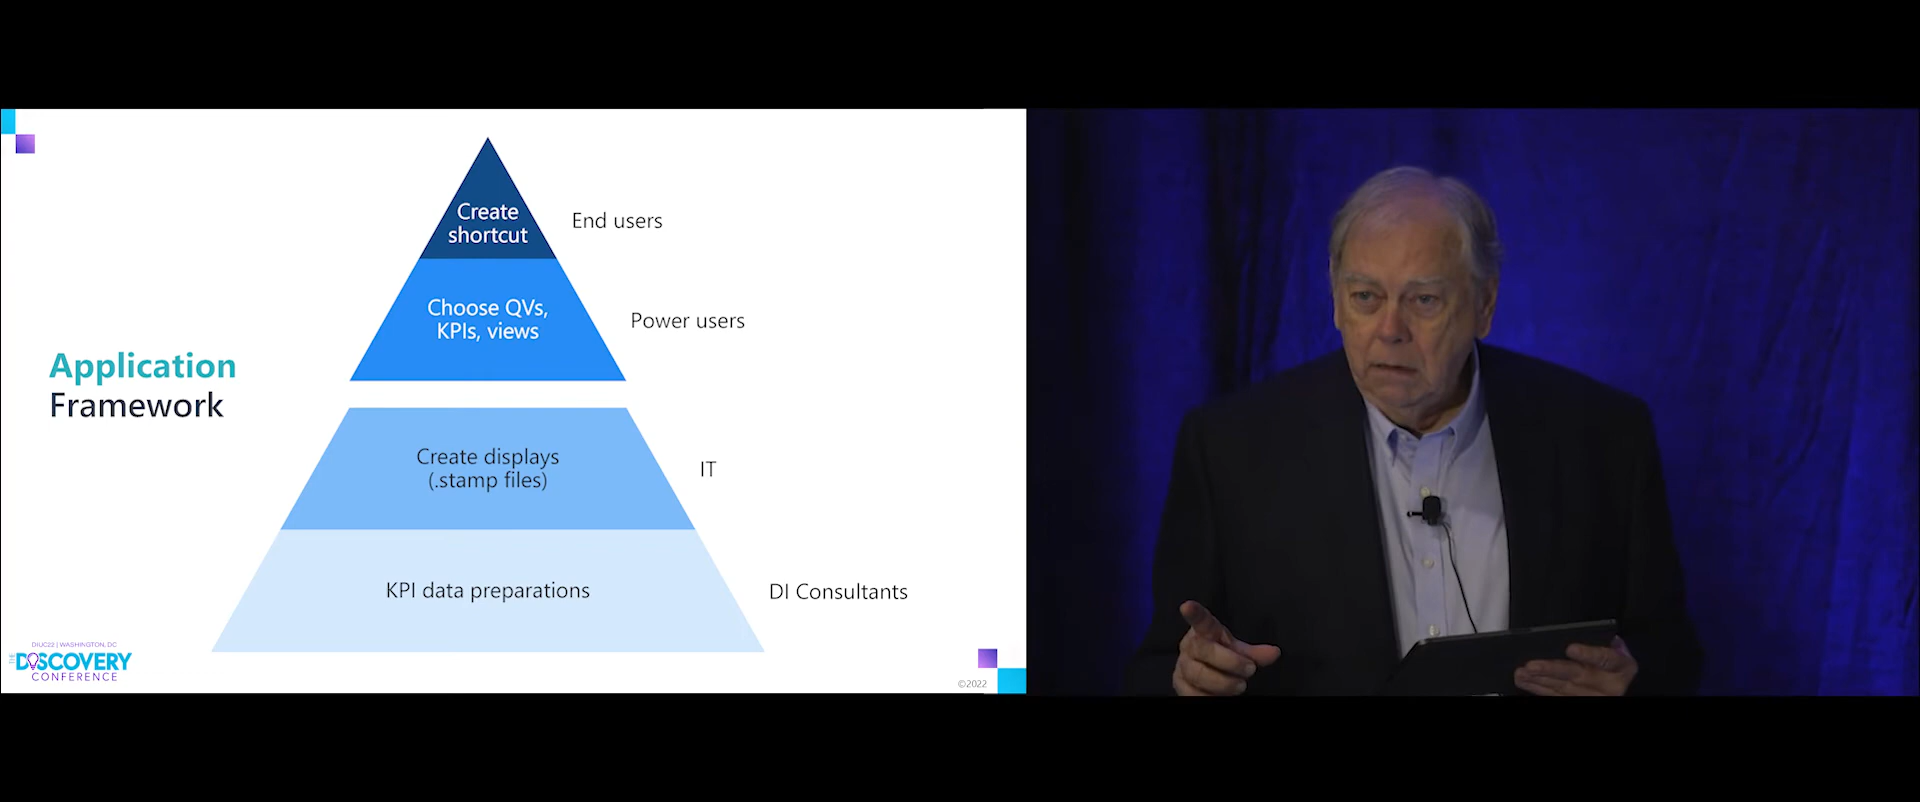 Create
shortcut
End users
Choose QVs,
KPIs, views
Power users
Application
Framework
Create displays
(.stamp files)
IT
KPI data preparations
DI Consultants
DIUC22 | WASHINGTON, DC
THE DISCOVERY
CONFERENCE
©2022